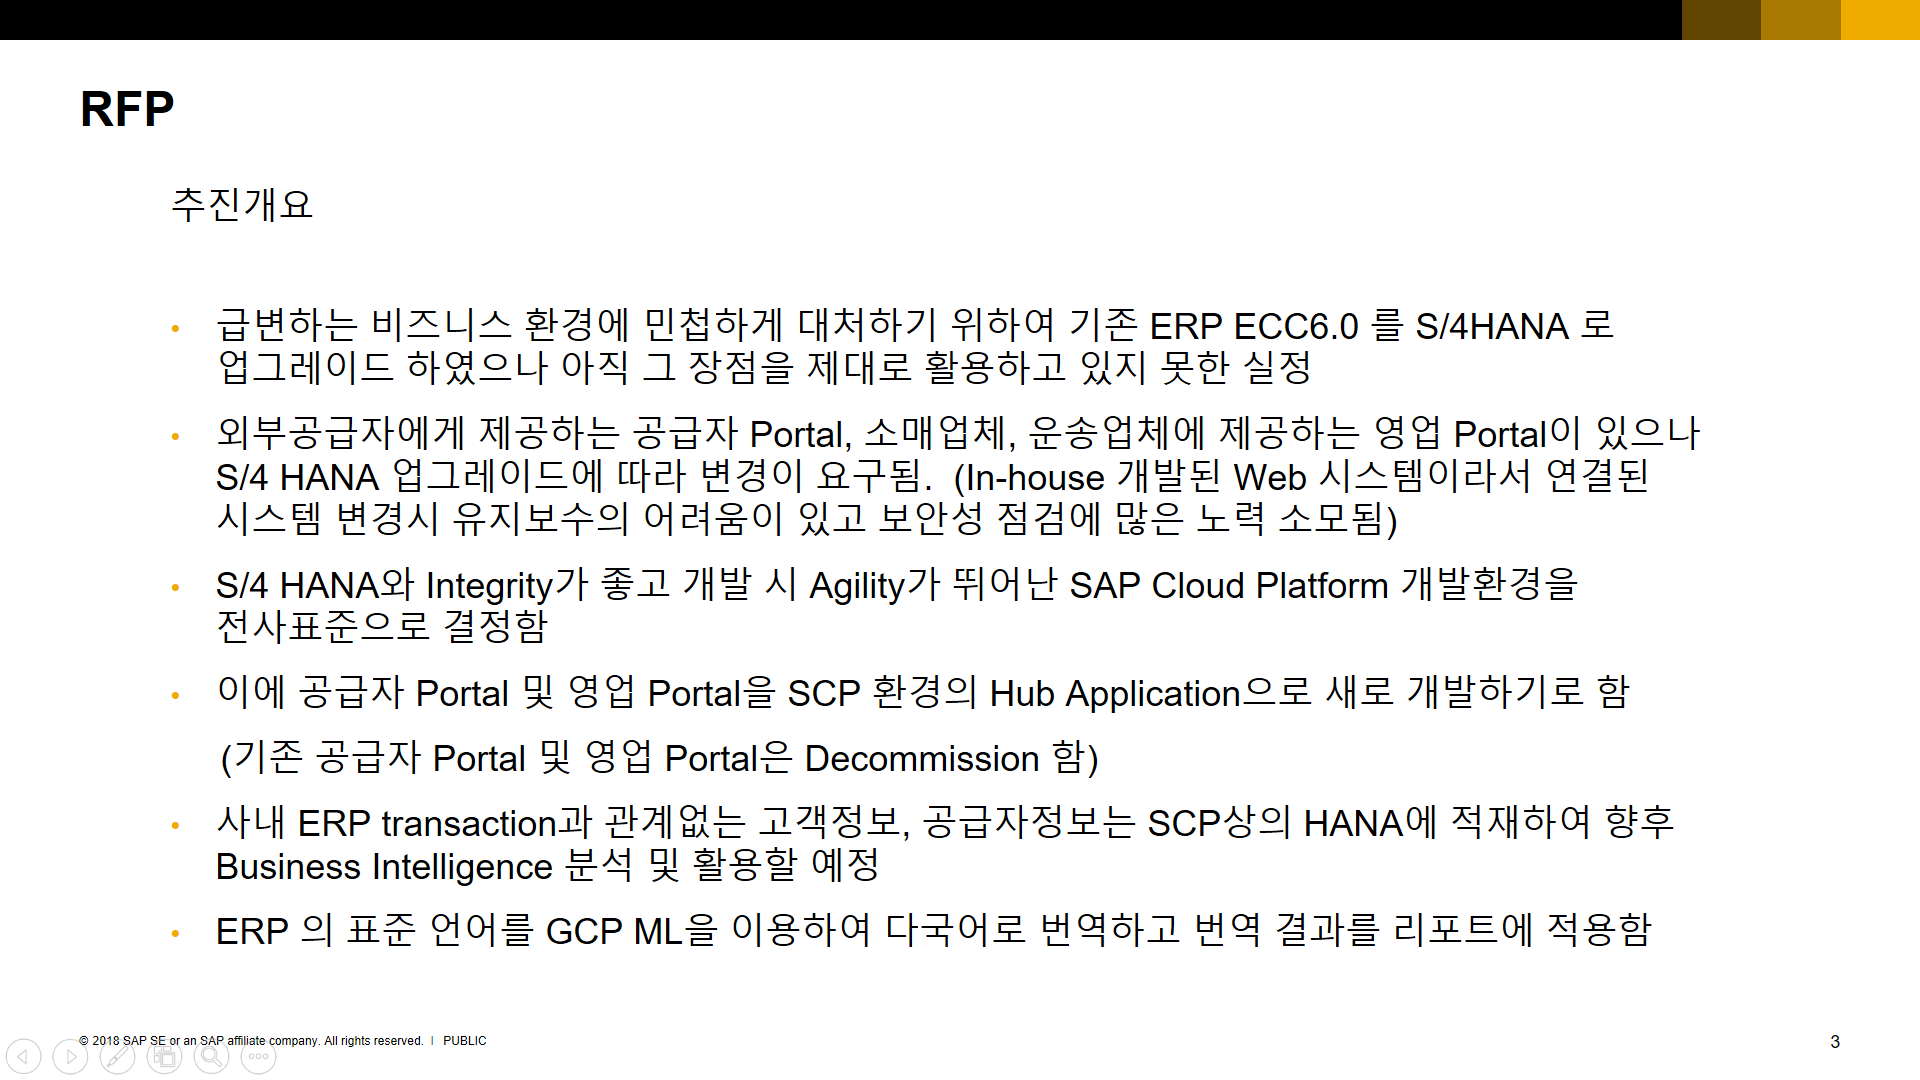 RFP
추진개요
• 급변하는 비즈니스 환경에 민첩하게 대처하기 위하여 기존 ERP ECC6.0 를 S/4HANA 로
업그레이드 하였으나 아직 그 장점을 제대로 활용하고 있지 못한 실정
• 외부공급자에게 제공하는 공급자 Portal, 소매업체, 운송업체에 제공하는 영업 Portal이 있으나
S/4 HANA 업그레이드에 따라 변경이 요구됨.  (In-house 개발된 Web 시스템이라서 연결된
시스템 변경시 유지보수의 어려움이 있고 보안성 점검에 많은 노력 소모됨)
• S/4 HANA와 Integrity가 좋고 개발 시 Agility가 뛰어난 SAP Cloud Platform 개발환경을
전사표준으로 결정함
• 이에 공급자 Portal 및 영업 Portal을 SCP 환경의 Hub Application으로 새로 개발하기로 함
(기존 공급자 Portal 및 영업 Portal은 Decommission 함)
• 사내 ERP transaction과 관계없는 고객정보, 공급자정보는 SCP상의 HANA에 적재하여 향후
Business Intelligence 분석 및 활용할 예정
• ERP 의 표준 언어를 GCP ML을 이용하여 다국어로 번역하고 번역 결과를 리포트에 적용함
© 2018 SAP SE or an SAP affiliate company. All rights reserved. | PUBLIC
3